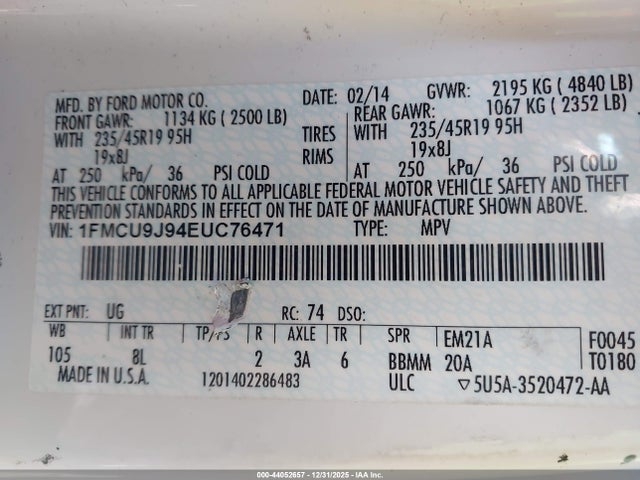 MFD. BY FORD MOTOR CO. DATE: 02/14 GVWR: 2195 KG ( 4840 LB)
FRONT GAWR: 1134 KG ( 2500 LB) REAR GAWR: 1067 KG ( 2352 LB)
WITH 235/45R19 95H TIRES WITH 235/45R19 95H
19x8J RIMS 19x8J
AT 250 kPa/ 36 PSI COLD AT 250 kPa/ 36 PSI COLD
THIS VEHICLE CONFORMS TO ALL APPLICABLE FEDERAL MOTOR VEHICLE SAFETY AND THEFT
PREVENTION STANDARDS IN EFFECT ON THE DATE OF MANUFACTURE SHOWN ABOVE.
VIN: 1FMCU9J94EUC76471 TYPE: MPV
EXT PNT: UG RC: 74 DSO:
WB INT TR TP/PS R AXLE TR SPR EM21A F0045
105 8L 2 3A 6 BBMM 20A T0180
MADE IN U.S.A. 1201402286483 ULC ▽5U5A-3520472-AA
000-44052657 - 12/31/2025 - IAA Inc.